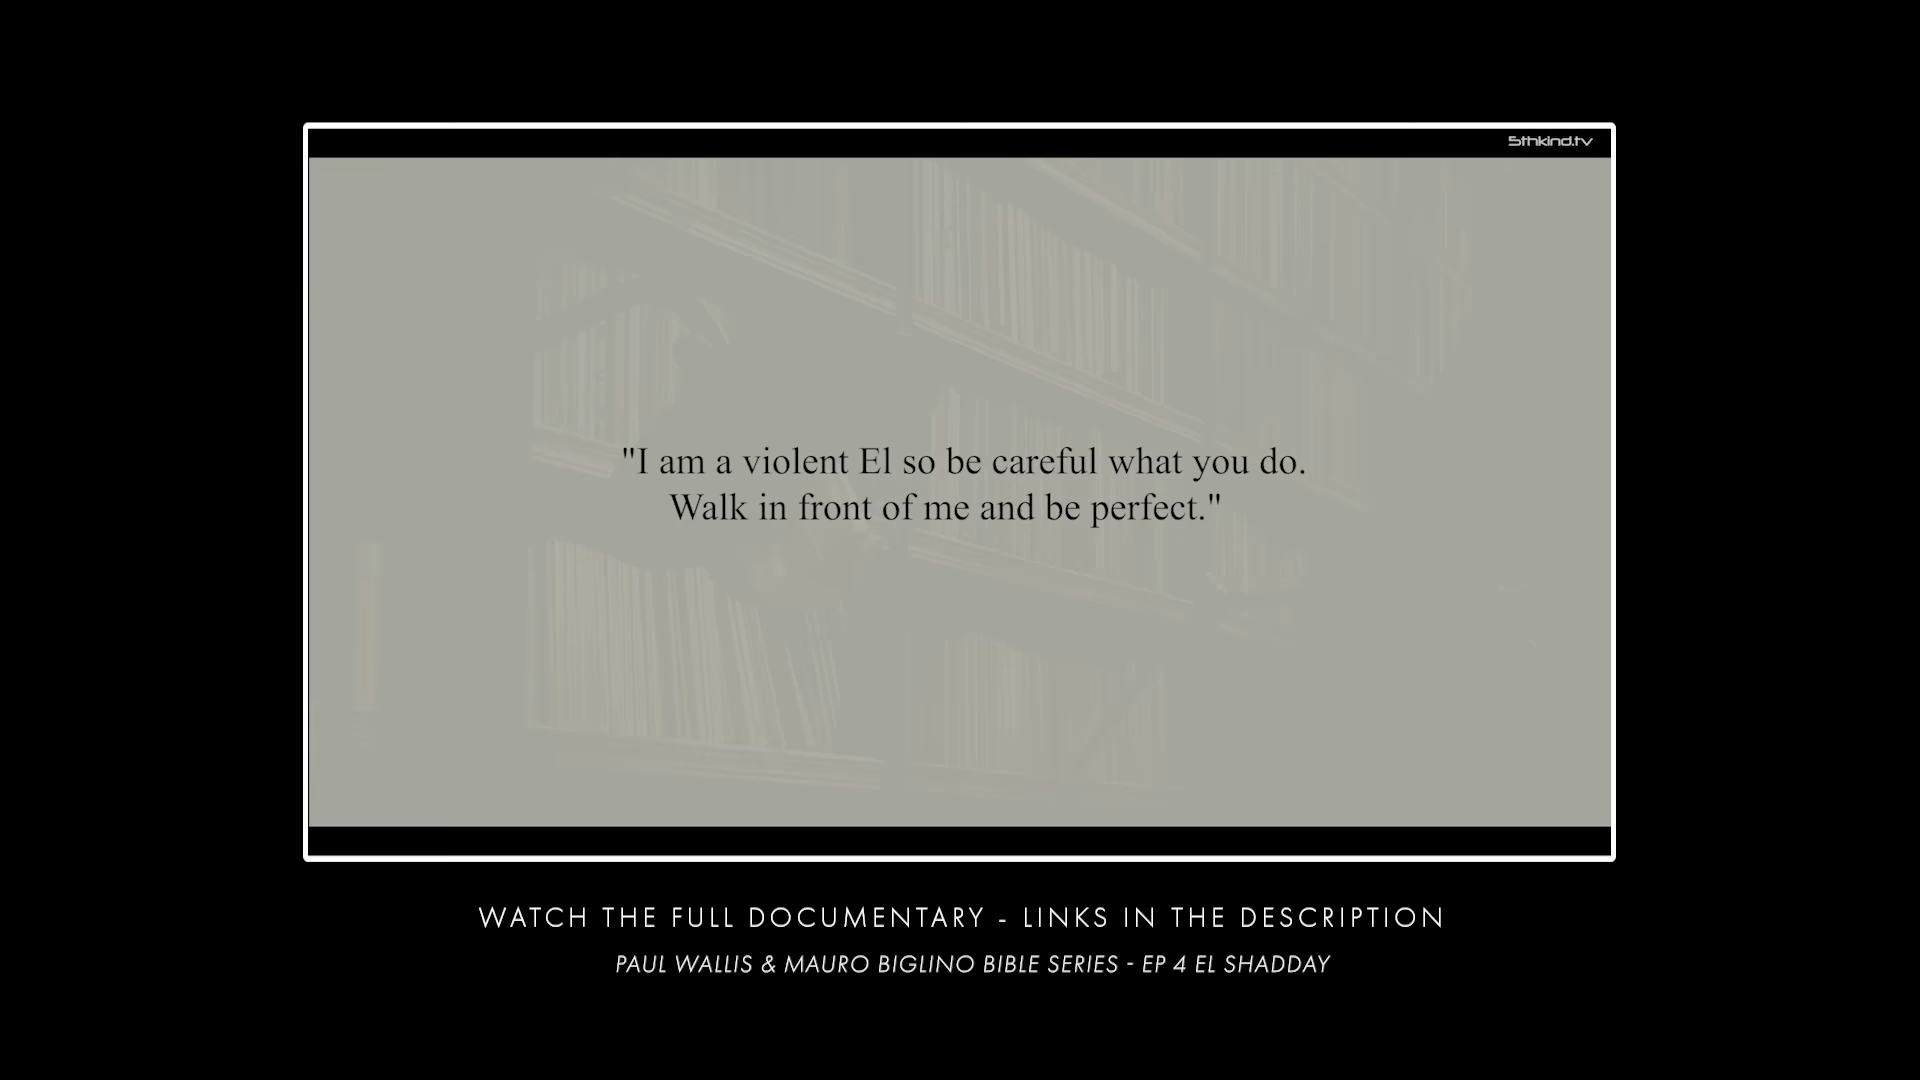 5thkind.tv
"I am a violent El so be careful what you do.
Walk in front of me and be perfect."
WATCH THE FULL DOCUMENTARY - LINKS IN THE DESCRIPTION
PAUL WALLIS & MAURO BIGLINO BIBLE SERIES - EP 4 EL SHADDAY